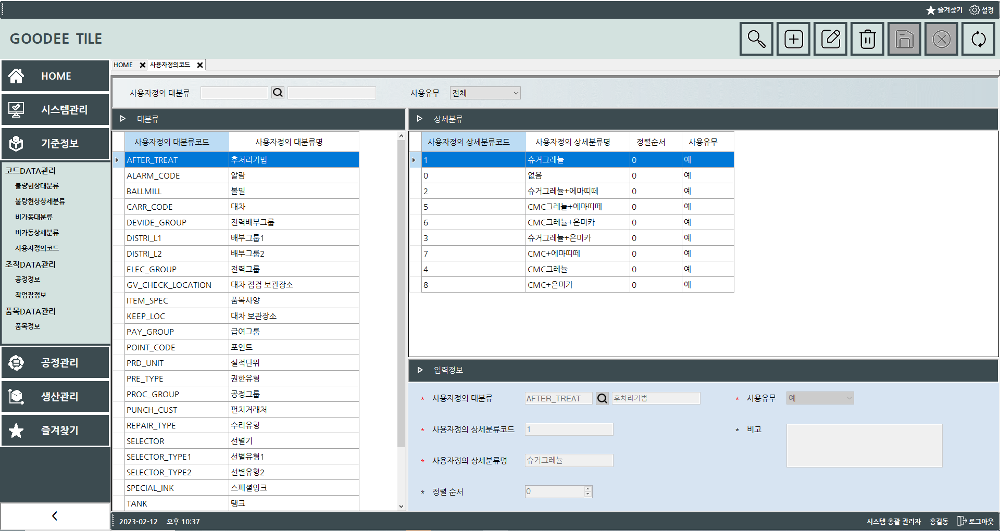 즐겨찾기 설정
GOODEE TILE
HOME
시스템관리
기준정보
코드DATA관리
불량현상대분류
불량현상상세분류
비가동대분류
비가동상세분류
사용자정의코드
조직DATA관리
공정정보
작업장정보
품목DATA관리
품목정보
공정관리
생산관리
즐겨찾기
<
HOME 사용자정의코드
사용자정의 대분류 사용유무 전체
대분류
사용자정의 대분류코드 사용자정의 대분류명
AFTER_TREAT 후처리기법
ALARM_CODE 알람
BALLMILL 볼밀
CARR_CODE 대차
DEVIDE_GROUP 전력배부그룹
DISTRI_L1 배부그룹1
DISTRI_L2 배부그룹2
ELEC_GROUP 전력그룹
GV_CHECK_LOCATION 대차 점검 보관장소
ITEM_SPEC 품목사양
KEEP_LOC 대차 보관장소
PAY_GROUP 급여그룹
POINT_CODE 포인트
PRD_UNIT 실적단위
PRE_TYPE 권한유형
PROC_GROUP 공정그룹
PUNCH_CUST 펀치거래처
REPAIR_TYPE 수리유형
SELECTOR 선별기
SELECTOR_TYPE1 선별유형1
SELECTOR_TYPE2 선별유형2
SPECIAL_INK 스페셜잉크
TANK 탱크
상세분류
사용자정의 상세분류코드 사용자정의 상세분류명 정렬순서 사용유무
1 슈거그레뉼 0 예
0 없음 0 예
2 슈거그레뉼+에마띠떼 0 예
5 CMC그레뉼+에마띠떼 0 예
6 CMC그레뉼+은미카 0 예
3 슈거그레뉼+은미카 0 예
7 CMC+에마띠떼 0 예
4 CMC그레뉼 0 예
8 CMC+은미카 0 예
입력정보
* 사용자정의 대분류 AFTER_TREAT 후처리기법 * 사용유무 예
* 사용자정의 상세분류코드 1 * 비고
* 사용자정의 상세분류명 슈거그레뉼
* 정렬 순서 0
2023-02-12 오후 10:37 시스템 총괄 관리자 홍길동 로그아웃